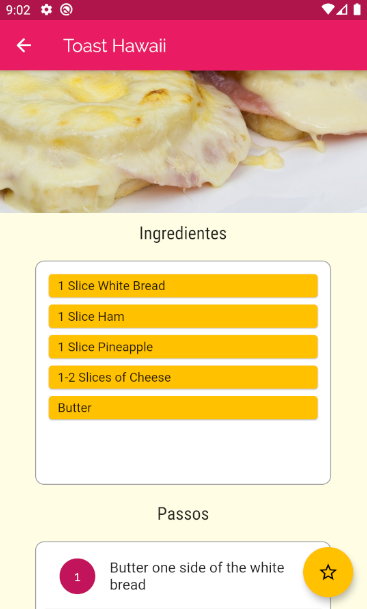 9:02
Toast Hawaii
Ingredientes
1 Slice White Bread
1 Slice Ham
1 Slice Pineapple
1-2 Slices of Cheese
Butter
Passos
1
Butter one side of the white
bread